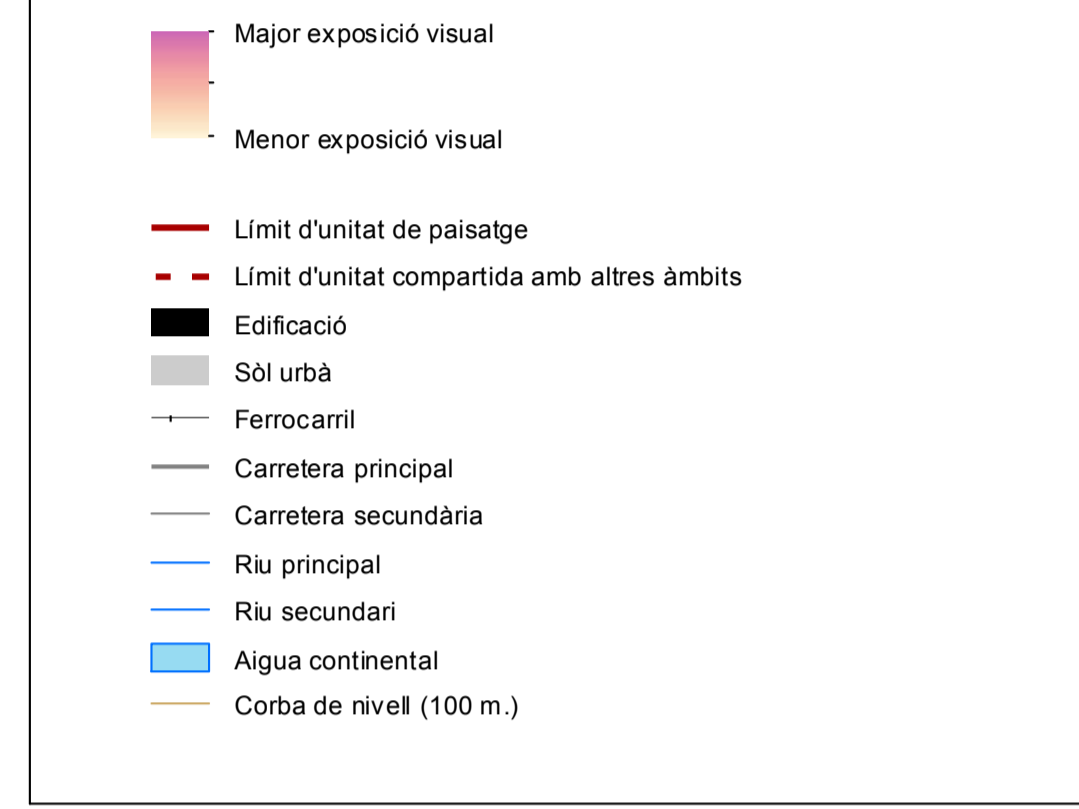 Major exposició visual
Menor exposició visual
Límit d'unitat de paisatge
Límit d'unitat compartida amb altres àmbits
Edificació
Sòl urbà
Ferrocarril
Carretera principal
Carretera secundària
Riu principal
Riu secundari
Aigua continental
Corba de nivell (100 m.)